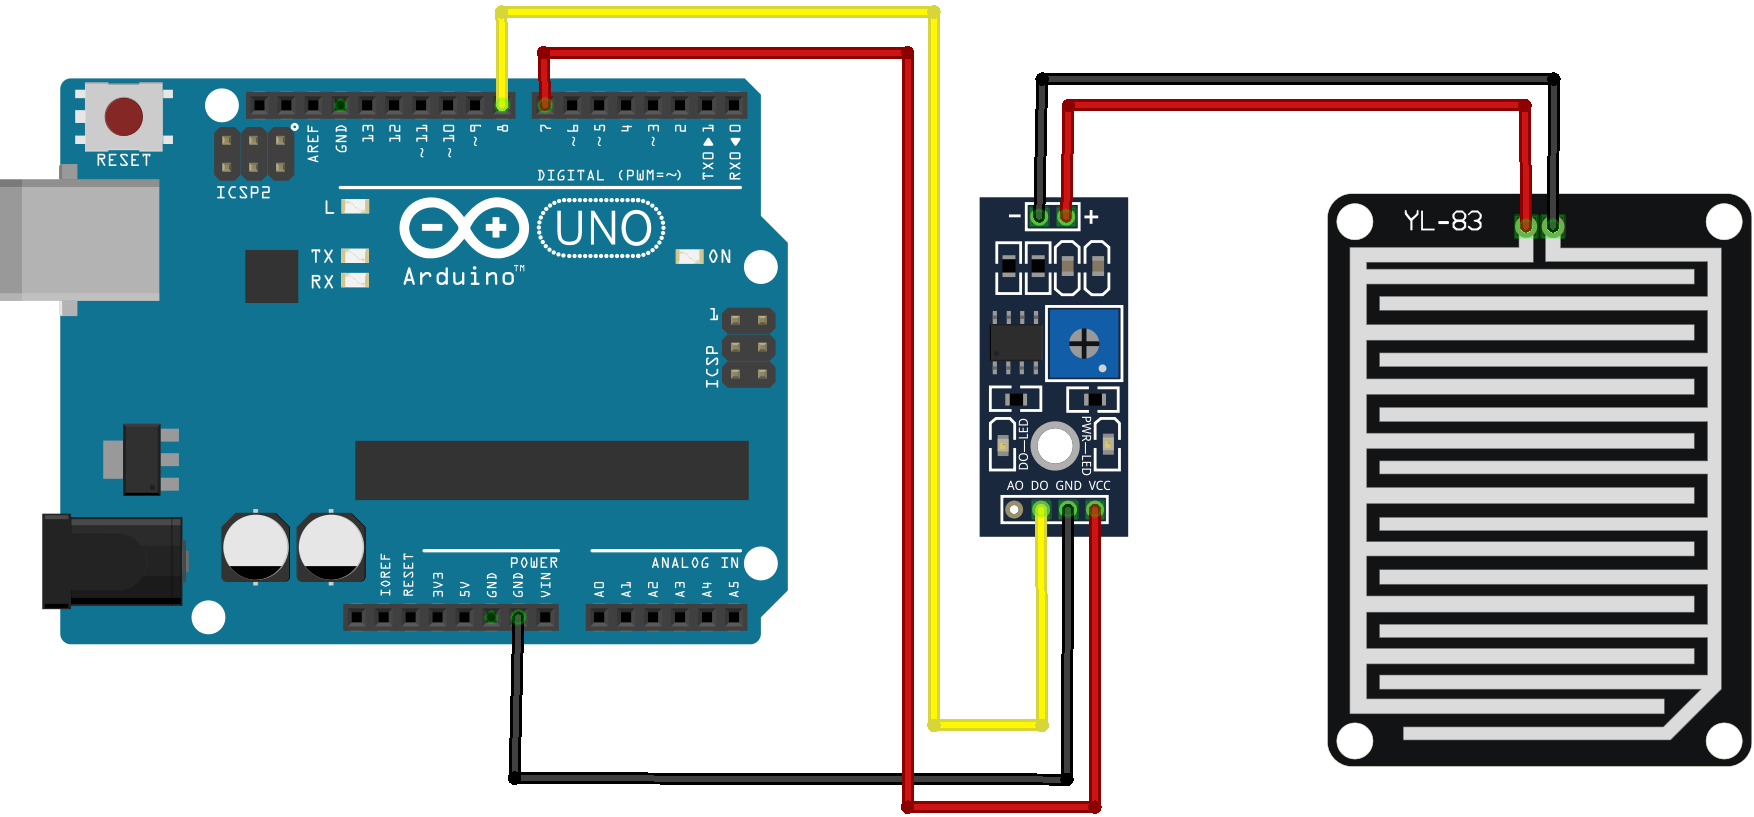 RESET
ICSP2
AREF
GND
13
12
~11
~10
~9
8
7
~6
~5
4
~3
2
TXO▶1
RXO◀0
DIGITAL (PWM=~)
L
TX
RX
UNO
Arduino™
ON
1
ICSP
IOREF
RESET
3V3
5V
GND
GND
VIN
POWER
ANALOG IN
A0
A1
A2
A3
A4
A5
- +
DO-LED
PWR-LED
AO DO GND VCC
YL-83